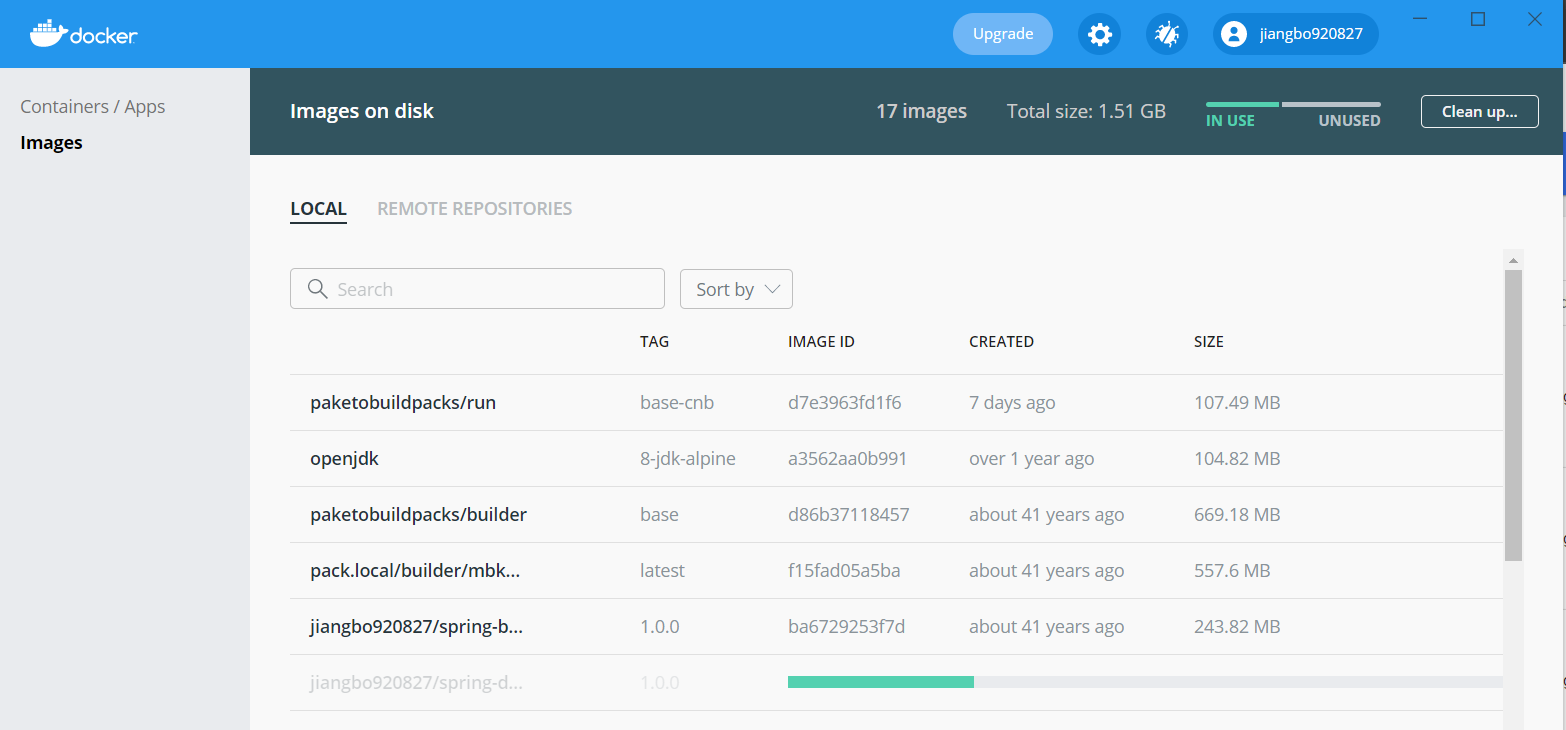 docker
Upgrade
jiangbo920827
Containers / Apps
Images
Images on disk
17 images
Total size: 1.51 GB
IN USE
UNUSED
Clean up...
LOCAL
REMOTE REPOSITORIES
Search
Sort by
TAG IMAGE ID CREATED SIZE
paketobuildpacks/run base-cnb d7e3963fd1f6 7 days ago 107.49 MB
openjdk 8-jdk-alpine a3562aa0b991 over 1 year ago 104.82 MB
paketobuildpacks/builder base d86b37118457 about 41 years ago 669.18 MB
pack.local/builder/mbk... latest f15fad05a5ba about 41 years ago 557.6 MB
jiangbo920827/spring-b... 1.0.0 ba6729253f7d about 41 years ago 243.82 MB
jiangbo920827/spring-d... 1.0.0